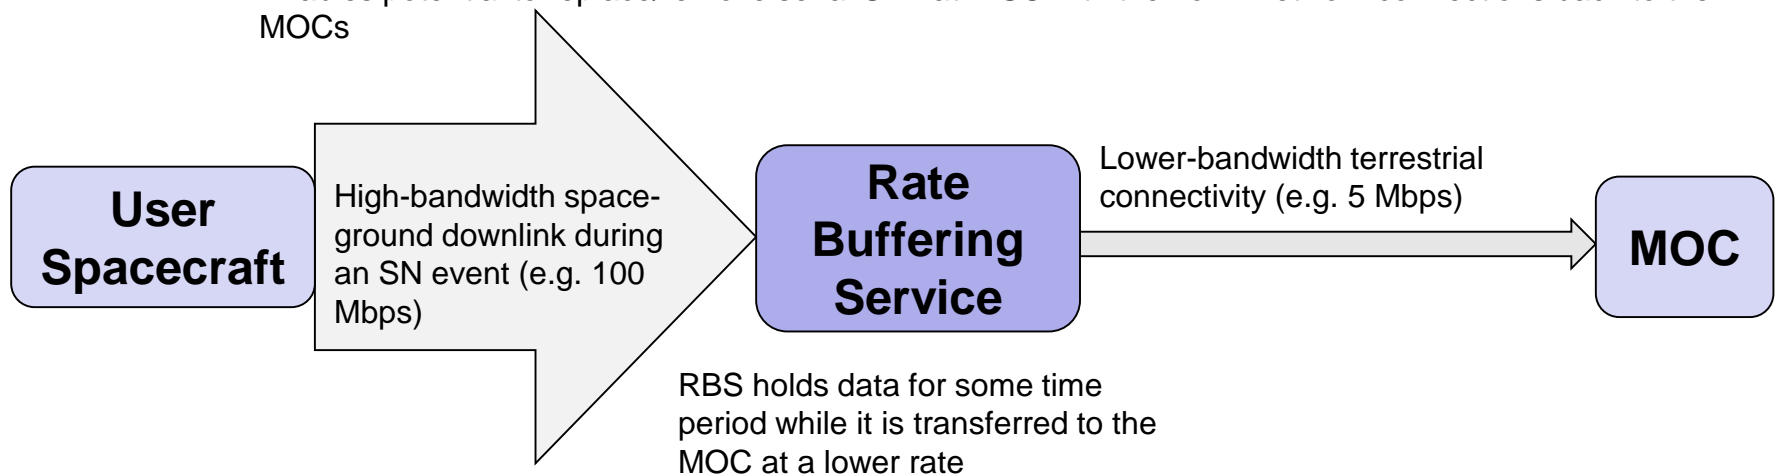 MOCs
User
Spacecraft
High-bandwidth space-
ground downlink during
an SN event (e.g. 100
Mbps)
Rate
Buffering
Service
Lower-bandwidth terrestrial
connectivity (e.g. 5 Mbps)
MOC
RBS holds data for some time
period while it is transferred to the
MOC at a lower rate